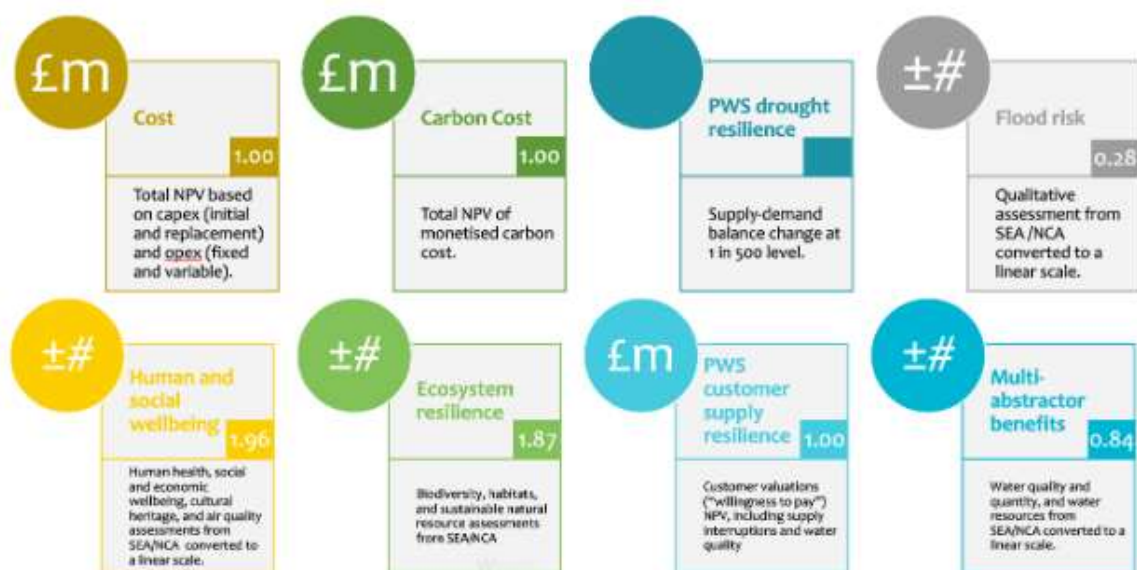 £m
Cost
1.00
Total NPV based
on capex (initial
and replacement)
and opex (fixed
and variable).
£m
Carbon Cost
1.00
Total NPV of
monetised carbon
cost.
PWS drought
resilience
Supply-demand
balance change at
1 in 500 level.
±#
Flood risk
0.28
Qualitative
assessment from
SEA /NCA
converted to a
linear scale.
±#
Human and
social
wellbeing
1.96
Human health, social
and economic
wellbeing, cultural
heritage, and air quality
assessments from
SEA/NCA converted to
a linear scale.
±#
Ecosystem
resilience
1.87
Biodiversity, habitats,
and sustainable natural
resource assessments
from SEA/NCA
£m
PWS
customer
supply
resilience
1.00
Customer valuations
("willingness to pay")
NPV, including supply
interruptions and water
quality
±#
Multi-
abstractor
benefits
0.84
Water quality and
quantity, and water
resources from
SEA/NCA converted to a
linear scale.